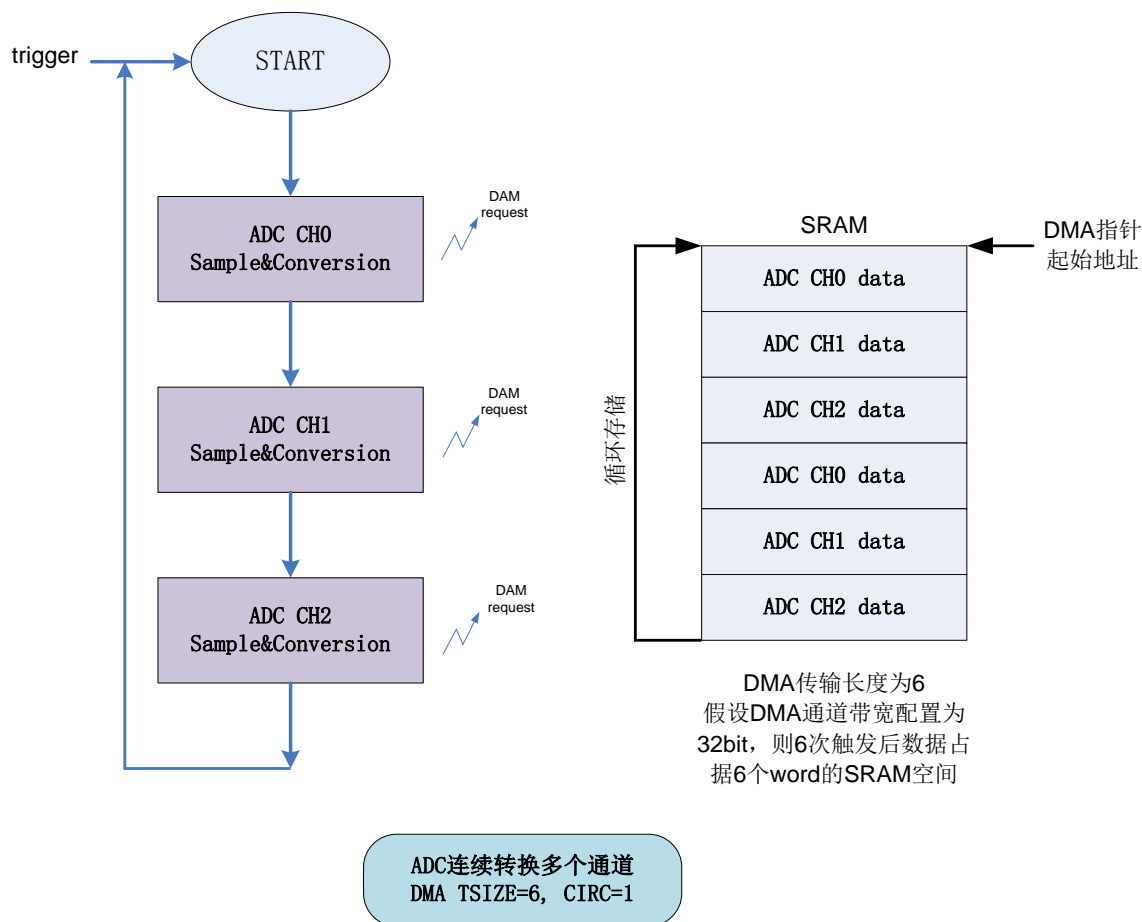 trigger
START
ADC CH0
Sample&Conversion
DAM
request
ADC CH1
Sample&Conversion
DAM
request
ADC CH2
Sample&Conversion
DAM
request
SRAM
DMA指针
起始地址
ADC CH0 data
ADC CH1 data
ADC CH2 data
ADC CH0 data
ADC CH1 data
ADC CH2 data
循环存储
DMA传输长度为6
假设DMA通道带宽配置为
32bit，则6次触发后数据占
据6个word的SRAM空间
ADC连续转换多个通道
DMA TSIZE=6, CIRC=1